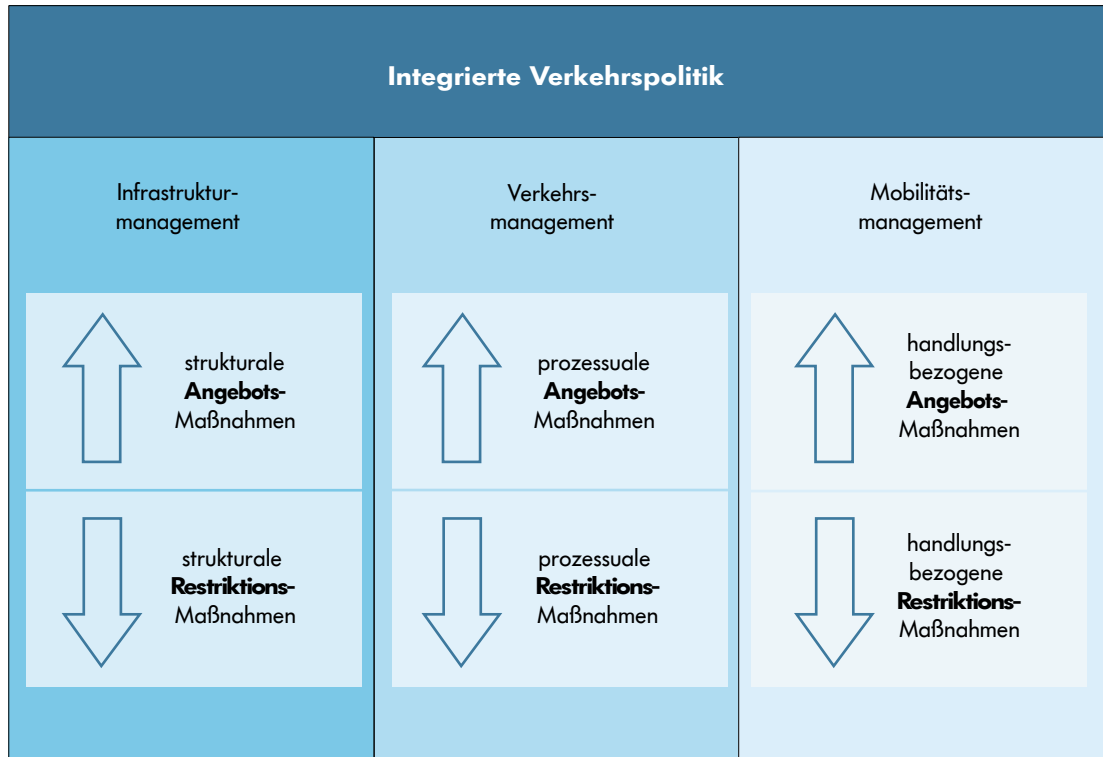 Integrierte Verkehrspolitik
Infrastruktur-
management
Verkehrs-
management
Mobilitäts-
management
strukturale
Angebots-
Maßnahmen
prozessuale
Angebots-
Maßnahmen
handlungs-
bezogene
Angebots-
Maßnahmen
strukturale
Restriktions-
Maßnahmen
prozessuale
Restriktions-
Maßnahmen
handlungs-
bezogene
Restriktions-
Maßnahmen